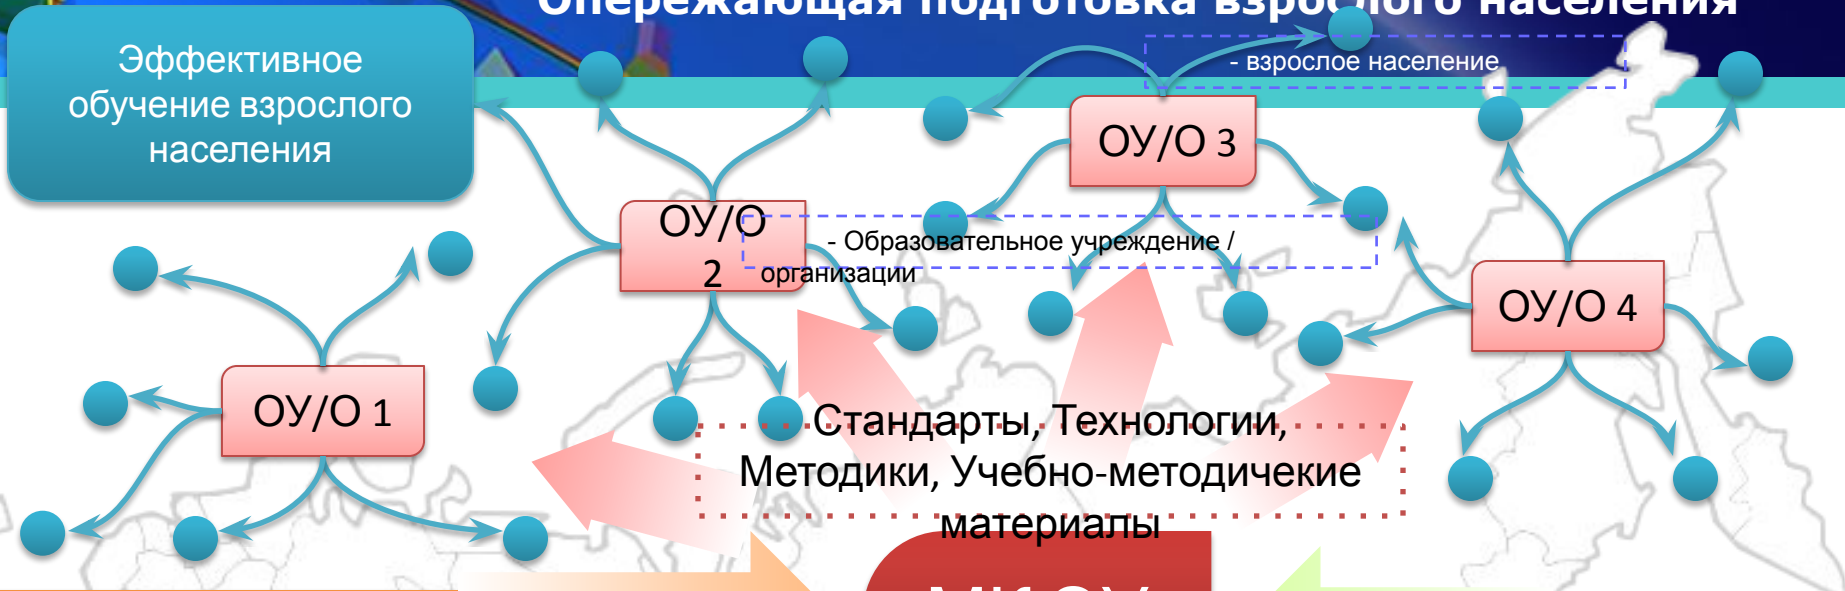 Опережающая подготовка взрослого населения
Эффективное
обучение взрослого
населения
- взрослое население
ОУ/О 3
ОУ/О
2
- Образовательное учреждение /
организации
ОУ/О 4
ОУ/О 1
Стандарты, Технологии,
Методики, Учебно-методичекие
материалы